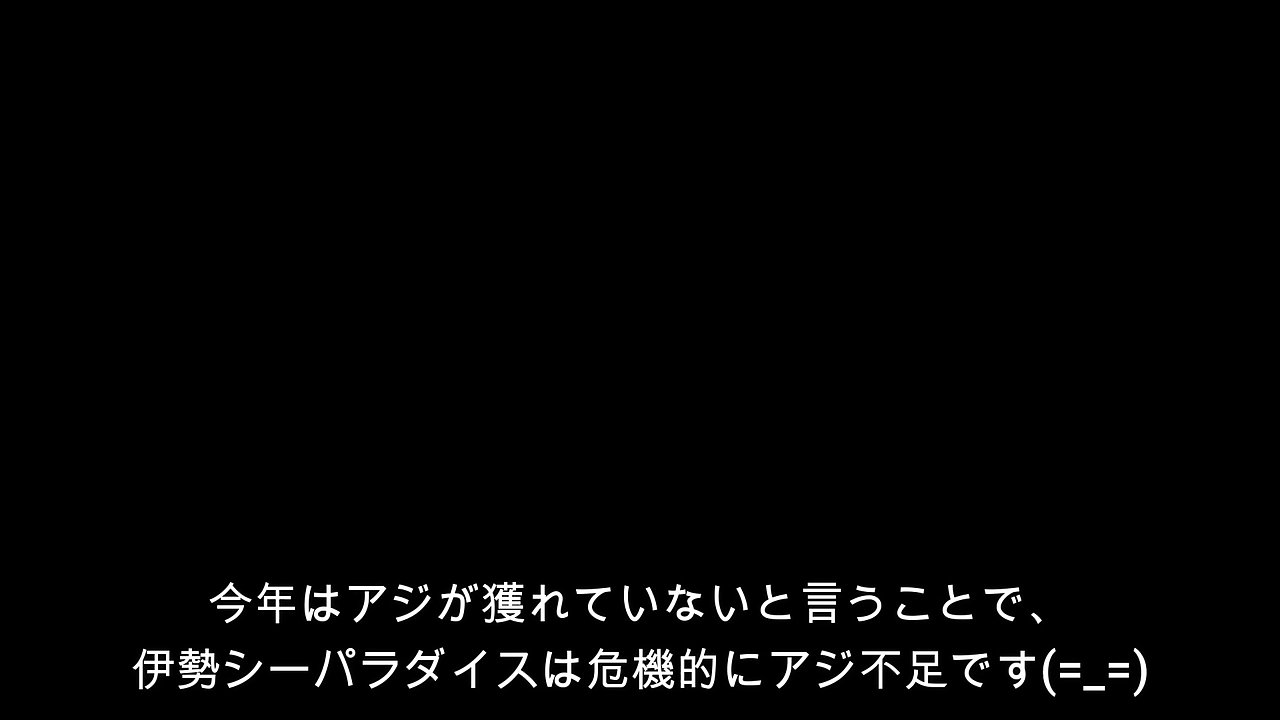 今年はアジが獲れていないと言うことで、
伊勢シーパラダイスは危機的にアジ不足です(=_=)